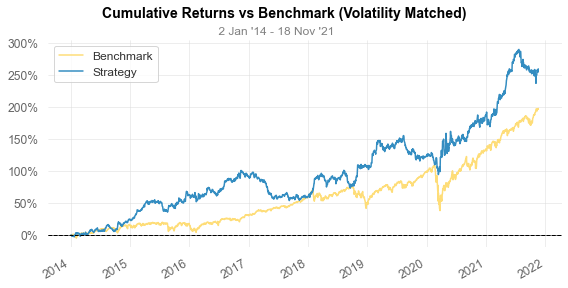 Cumulative Returns vs Benchmark (Volatility Matched)
2 Jan '14 - 18 Nov '21
300%
250%
200%
150%
100%
50%
0%
Benchmark
Strategy
2014 2015 2016 2017 2018 2019 2020 2021 2022